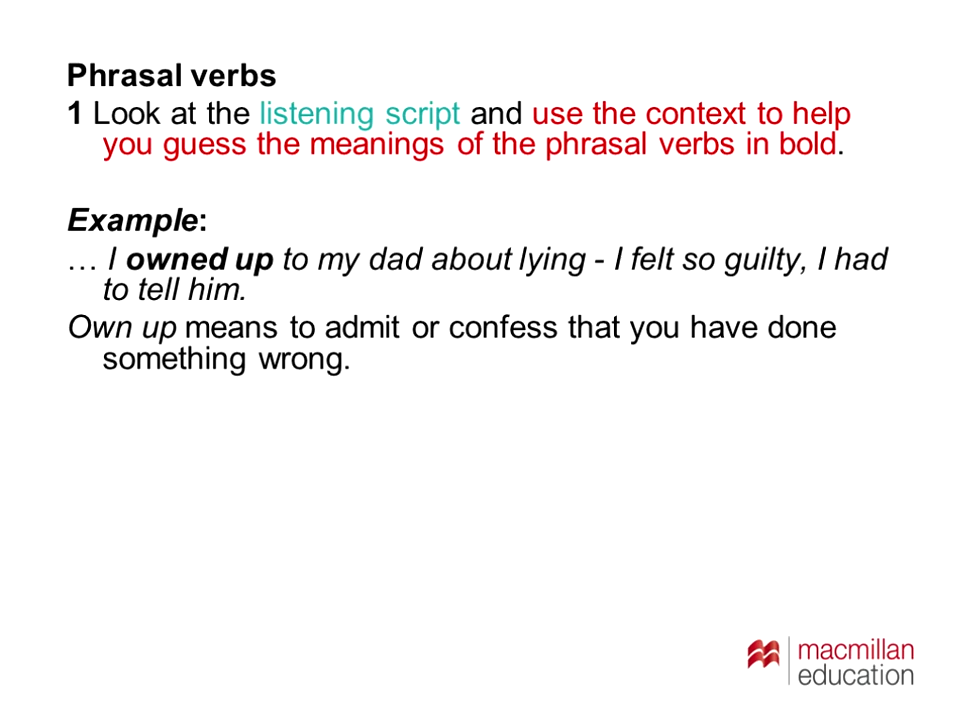 Phrasal verbs
1 Look at the listening script and use the context to help
you guess the meanings of the phrasal verbs in bold.
Example:
… I owned up to my dad about lying - I felt so guilty, I had
to tell him.
Own up means to admit or confess that you have done
something wrong.
macmillan
education